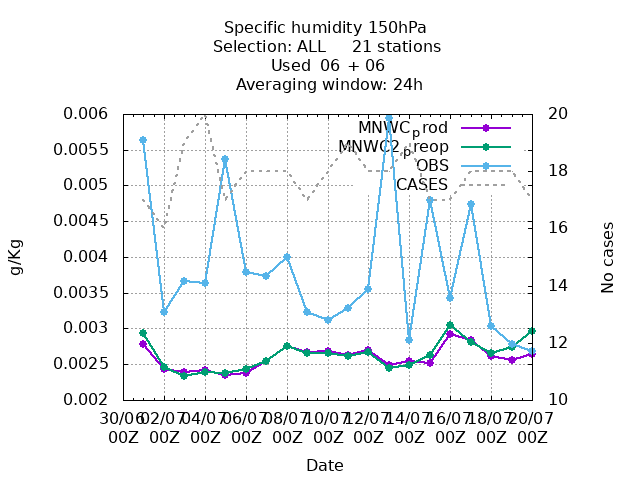 Specific humidity 150hPa
Selection: ALL 21 stations
Used 06 + 06
Averaging window: 24h
0.006 20
MNWCprod
MNWC2preop
0.0055
OBS
18
0.005
CASES
0.0045
16
0.004
g/Kg
No cases
14
0.0035
0.003
12
0.0025
0.002 10
30/06 02/07 04/07 06/07 08/07 10/07 12/07 14/07 16/07 18/07 20/07
00Z 00Z 00Z 00Z 00Z 00Z 00Z 00Z 00Z 00Z 00Z
Date